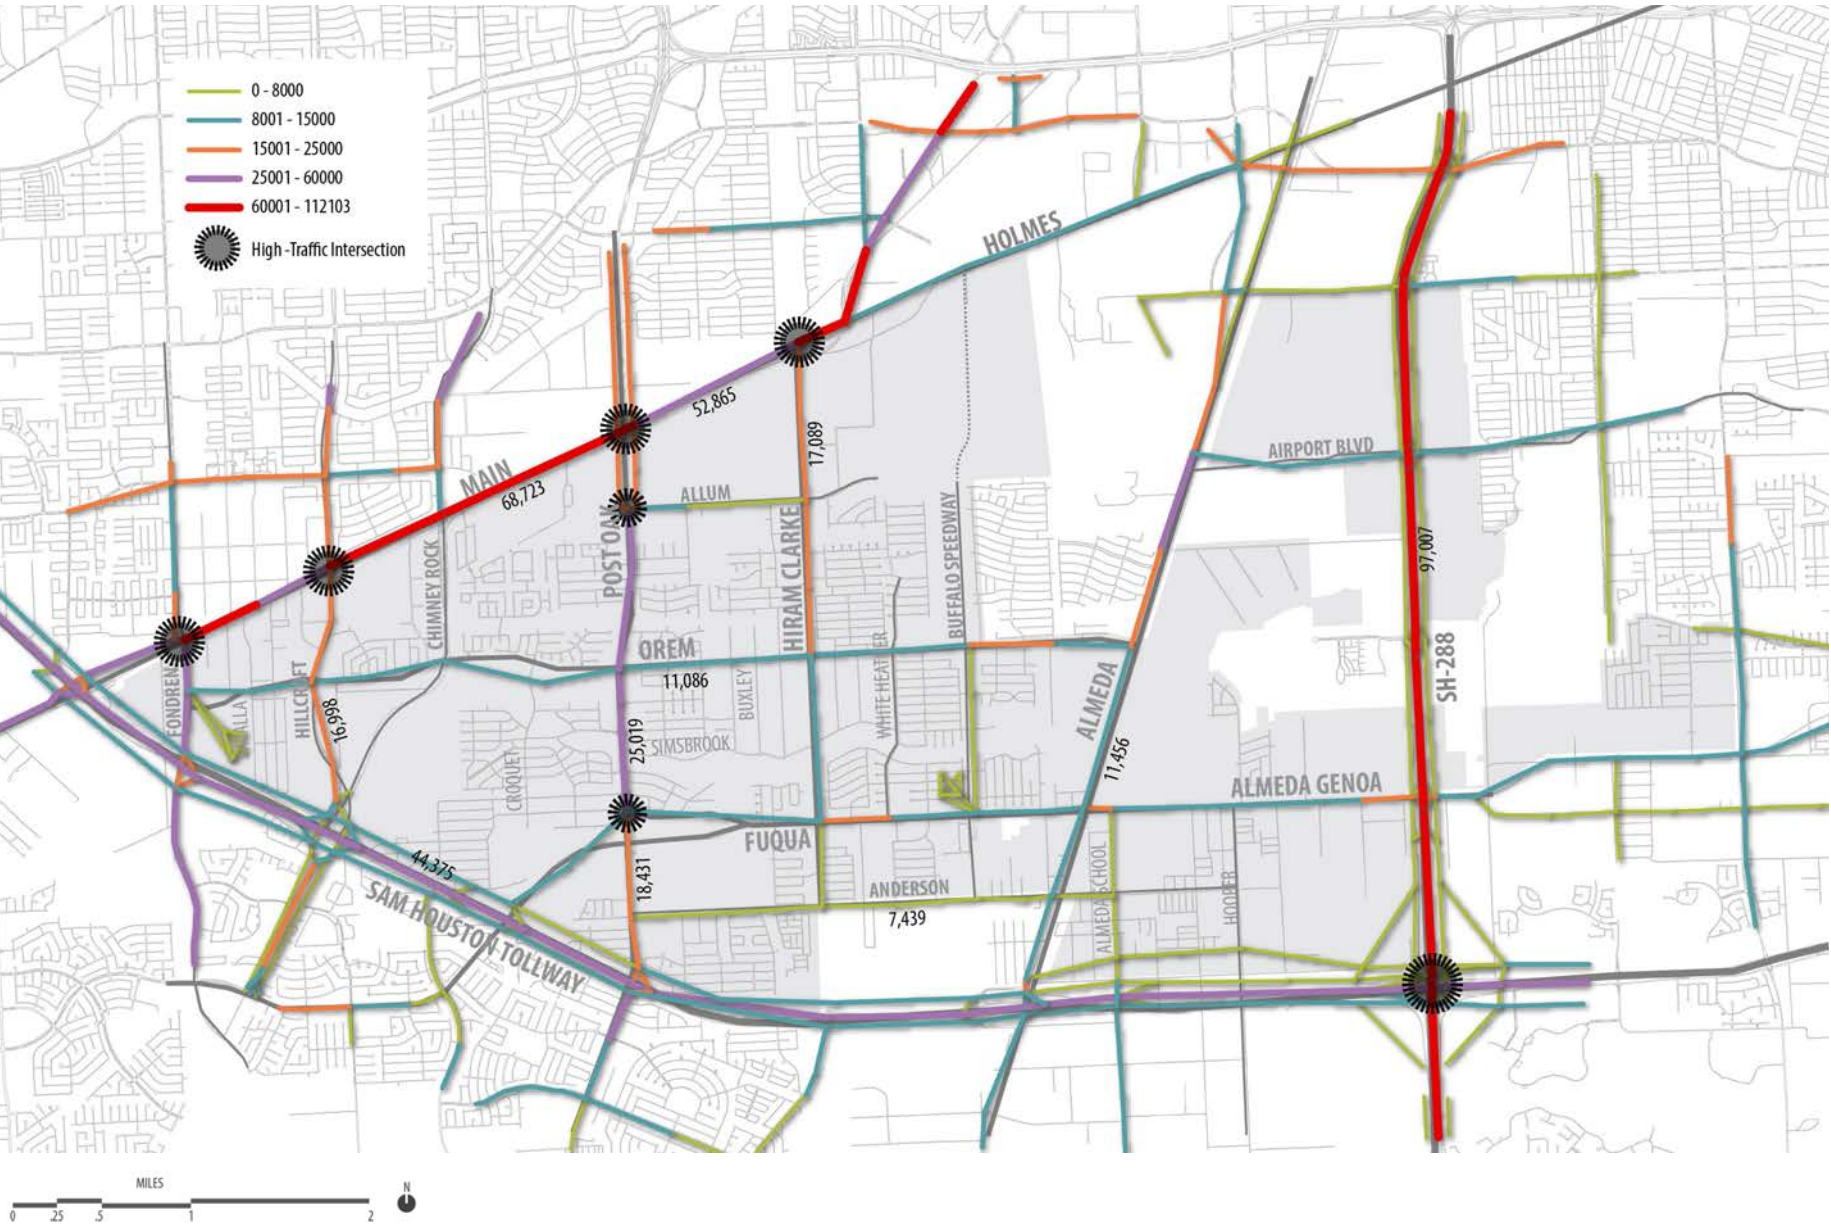 0 - 8000
8001 - 15000
15001 - 25000
25001 - 60000
60001 - 112103
High -Traffic Intersection
HOLMES
52,865
17,089
MAIN
68,723
AIRPORT BLVD
ALLUM
POST OAK
HIRAM CLARKE
BUFFALO SPEEDWAY
CHIMNEY ROCK
97,007
OREM
11,086
SH-288
FONDREN
HILLCROFT
16,998
BUXLEY
WHITE HEATHER
ALMEDA
11,456
25,019
SIMSBROOK
CROQUET
ALMEDA GENOA
FUQUA
44,375
18,431
ANDERSON
7,439
ALMEDA SCHOOL
HOOPER
SAM HOUSTON TOLLWAY
MILES
N
0 .25 .5 1 2